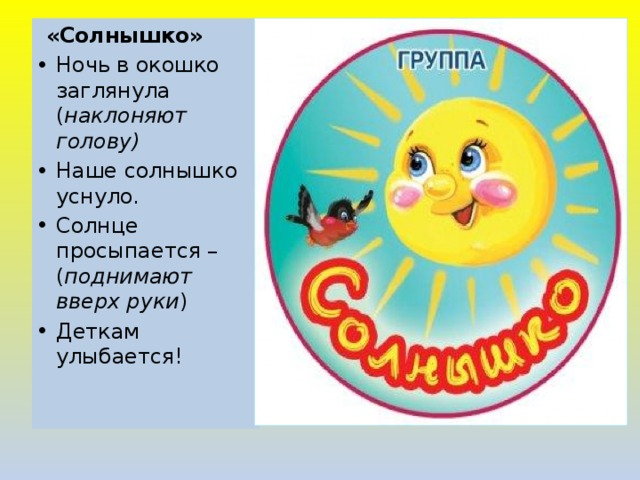 «Солнышко»
• Ночь в окошко
заглянула
(наклоняют
голову)
• Наше солнышко
уснуло.
• Солнце
просыпается –
(поднимают
вверх руки)
• Деткам
улыбается!
ГРУППА
Солнышко